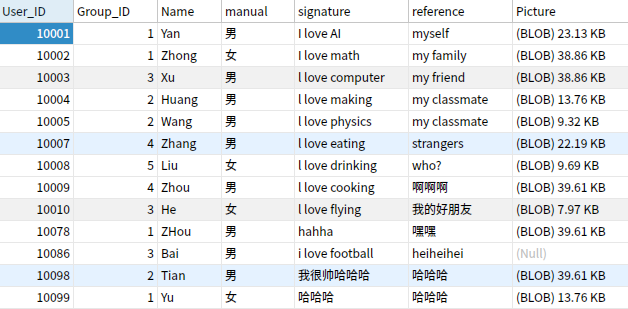 User_ID Group_ID Name manual signature reference Picture
10001 1 Yan 男 I love AI myself (BLOB) 23.13 KB
10002 1 Zhong 女 I love math my family (BLOB) 38.86 KB
10003 3 Xu 男 l love computer my friend (BLOB) 38.86 KB
10004 2 Huang 男 l love making my classmate (BLOB) 13.76 KB
10005 2 Wang 男 l love physics my classmate (BLOB) 9.32 KB
10007 4 Zhang 男 l love eating strangers (BLOB) 22.19 KB
10008 5 Liu 女 l love drinking who? (BLOB) 9.69 KB
10009 4 Zhou 男 l love cooking 啊啊啊 (BLOB) 39.61 KB
10010 3 He 女 l love flying 我的好朋友 (BLOB) 7.97 KB
10078 1 ZHou 男 hahha 嘿嘿 (BLOB) 39.61 KB
10086 3 Bai 男 i love football heiheihei (Null)
10098 2 Tian 男 我很帅哈哈哈 哈哈哈 (BLOB) 39.61 KB
10099 1 Yu 女 哈哈哈 哈哈哈 (BLOB) 13.76 KB